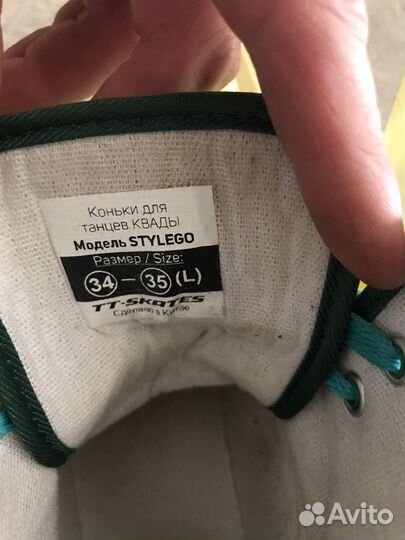 Коньки для
танцев КВАДЫ
Модель STYLEGO
Размер / Size:
34 - 35 (L)
TT-SKATES
Сделано в Китае
Avito